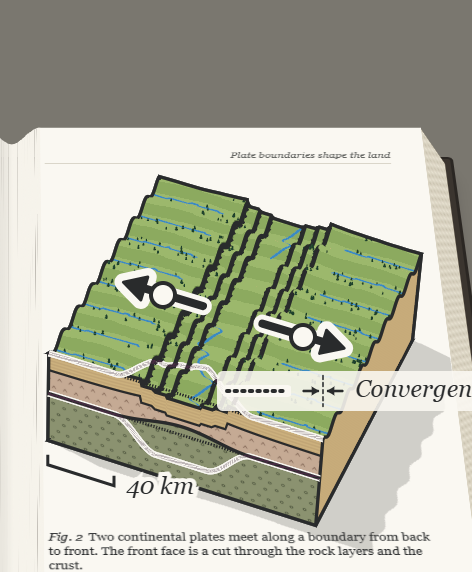 Plate boundaries shape the land
Convergen
40 km
Fig. 2 Two continental plates meet along a boundary from back
to front. The front face is a cut through the rock layers and the
crust.